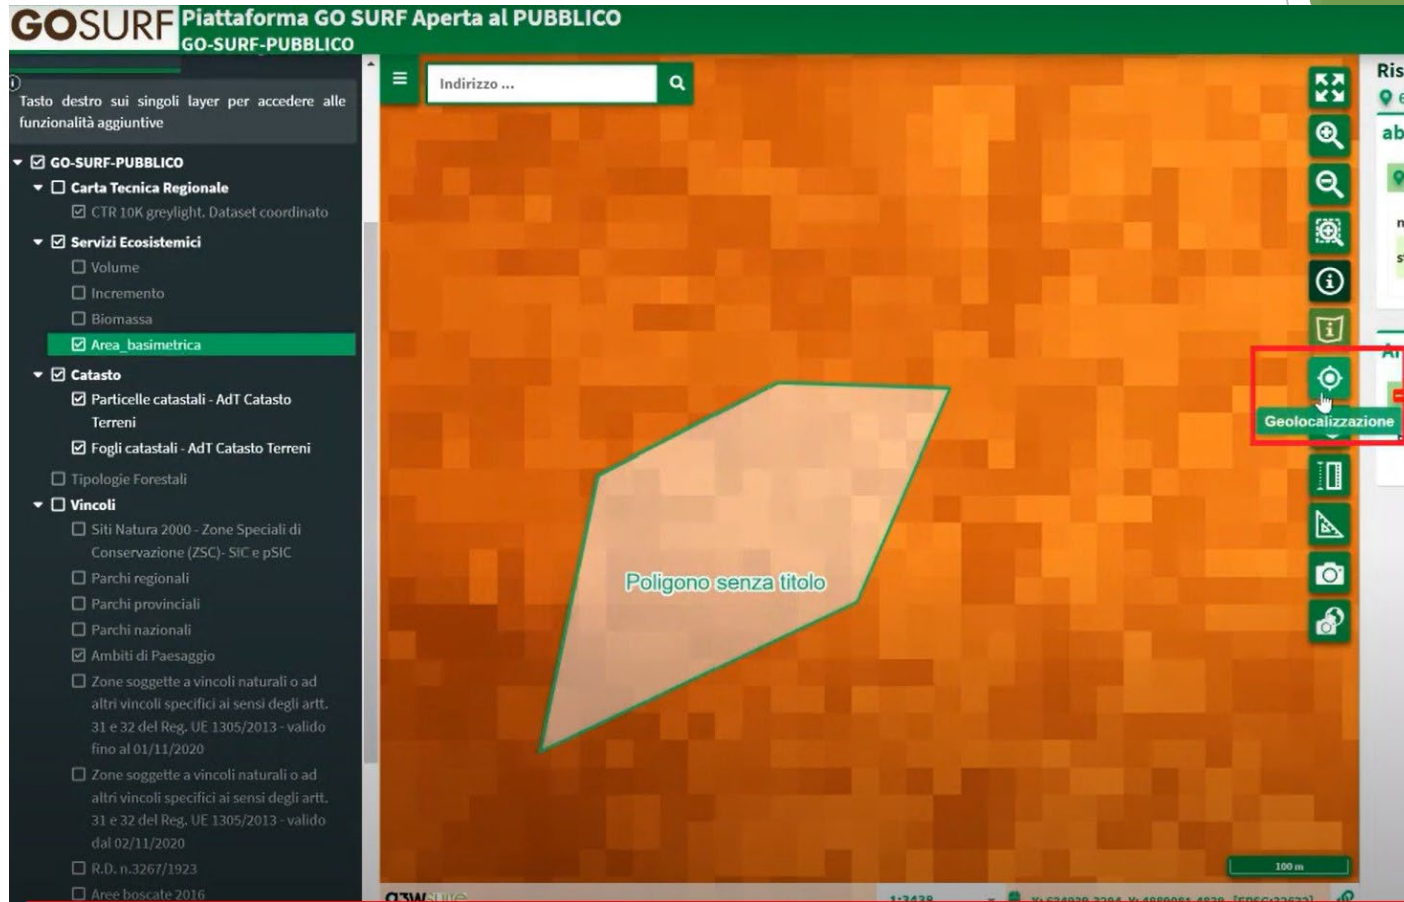 GOSURF
Piattaforma GO SURF Aperta al PUBBLICO
GO-SURF-PUBBLICO
Tasto destro sui singoli layer per accedere alle
funzionalità aggiuntive
GO-SURF-PUBBLICO
Carta Tecnica Regionale
CTR 10K greylight. Dataset coordinato
Servizi Ecosistemici
Volume
Incremento
Biomassa
Area_basimetrica
Catasto
Particelle catastali - AdT Catasto
Terreni
Fogli catastali - AdT Catasto Terreni
Tipologie Forestali
Vincoli
Siti Natura 2000 - Zone Speciali di
Conservazione (ZSC)- SIC e pSIC
Parchi regionali
Parchi provinciali
Parchi nazionali
Ambiti di Paesaggio
Zone soggette a vincoli naturali o ad
altri vincoli specifici ai sensi degli artt.
31 e 32 del Reg. UE 1305/2013 - valido
fino al 01/11/2020
Zone soggette a vincoli naturali o ad
altri vincoli specifici ai sensi degli artt.
31 e 32 del Reg. UE 1305/2013 - valido
dal 02/11/2020
R.D. n.3267/1923
Aree boscate 2016
Indirizzo ...
Poligono senza titolo
Geolocalizzazione
100 m
1:3438
Ris
ab